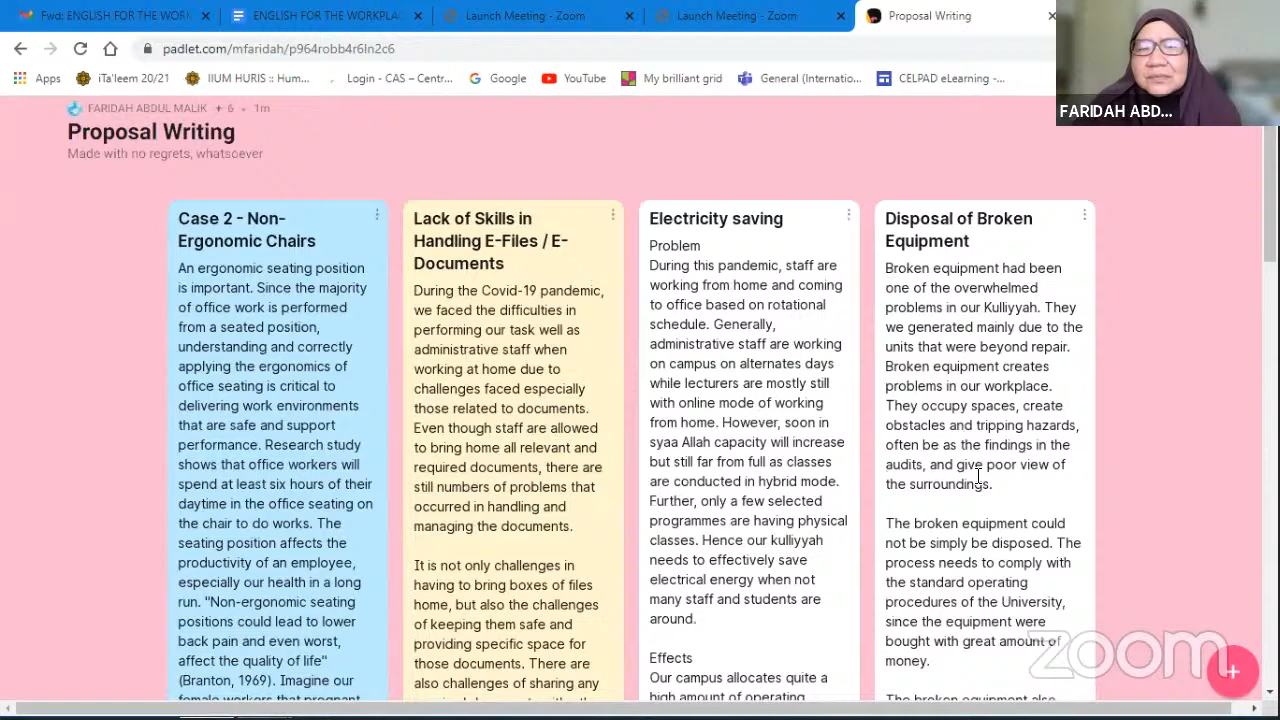 Fwd: ENGLISH FOR THE WORK
ENGLISH FOR THE WORKPLAC
Launch Meeting - Zoom
Launch Meeting - Zoom
Proposal Writing
padlet.com/mfaridah/p964robb4r6ln2c6
Apps
iTa'leem 20/21
IIUM HURIS :: Hum...
Login - CAS – Centr...
Google
YouTube
My brilliant grid
General (Internatio...
CELPAD eLearning -...
FARIDAH ABD...
FARIDAH ABDUL MALIK + 6 • 1m
Proposal Writing
Made with no regrets, whatsoever
Case 2 - Non-
Ergonomic Chairs
An ergonomic seating position
is important. Since the majority
of office work is performed
from a seated position,
understanding and correctly
applying the ergonomics of
office seating is critical to
delivering work environments
that are safe and support
performance. Research study
shows that office workers will
spend at least six hours of their
daytime in the office seating on
the chair to do works. The
seating position affects the
productivity of an employee,
especially our health in a long
run. "Non-ergonomic seating
positions could lead to lower
back pain and even worst,
affect the quality of life"
(Branton, 1969). Imagine our
female workers that pregnant
Lack of Skills in
Handling E-Files / E-
Documents
During the Covid-19 pandemic,
we faced the difficulties in
performing our task well as
administrative staff when
working at home due to
challenges faced especially
those related to documents.
Even though staff are allowed
to bring home all relevant and
required documents, there are
still numbers of problems that
occurred in handling and
managing the documents.
It is not only challenges in
having to bring boxes of files
home, but also the challenges
of keeping them safe and
providing specific space for
those documents. There are
also challenges of sharing any
Electricity saving
Problem
During this pandemic, staff are
working from home and coming
to office based on rotational
schedule. Generally,
administrative staff are working
on campus on alternates days
while lecturers are mostly still
with online mode of working
from home. However, soon in
syaa Allah capacity will increase
but still far from full as classes
are conducted in hybrid mode.
Further, only a few selected
programmes are having physical
classes. Hence our kulliyyah
needs to effectively save
electrical energy when not
many staff and students are
around.
Effects
Our campus allocates quite a
high amount of operating
Disposal of Broken
Equipment
Broken equipment had been
one of the overwhelmed
problems in our Kulliyyah. They
we generated mainly due to the
units that were beyond repair.
Broken equipment creates
problems in our workplace.
They occupy spaces, create
obstacles and tripping hazards,
often be as the findings in the
audits, and give poor view of
the surroundings.
The broken equipment could
not be simply be disposed. The
process needs to comply with
the standard operating
procedures of the University,
since the equipment were
bought with great amount of
money.
The broken equipment also
zoom